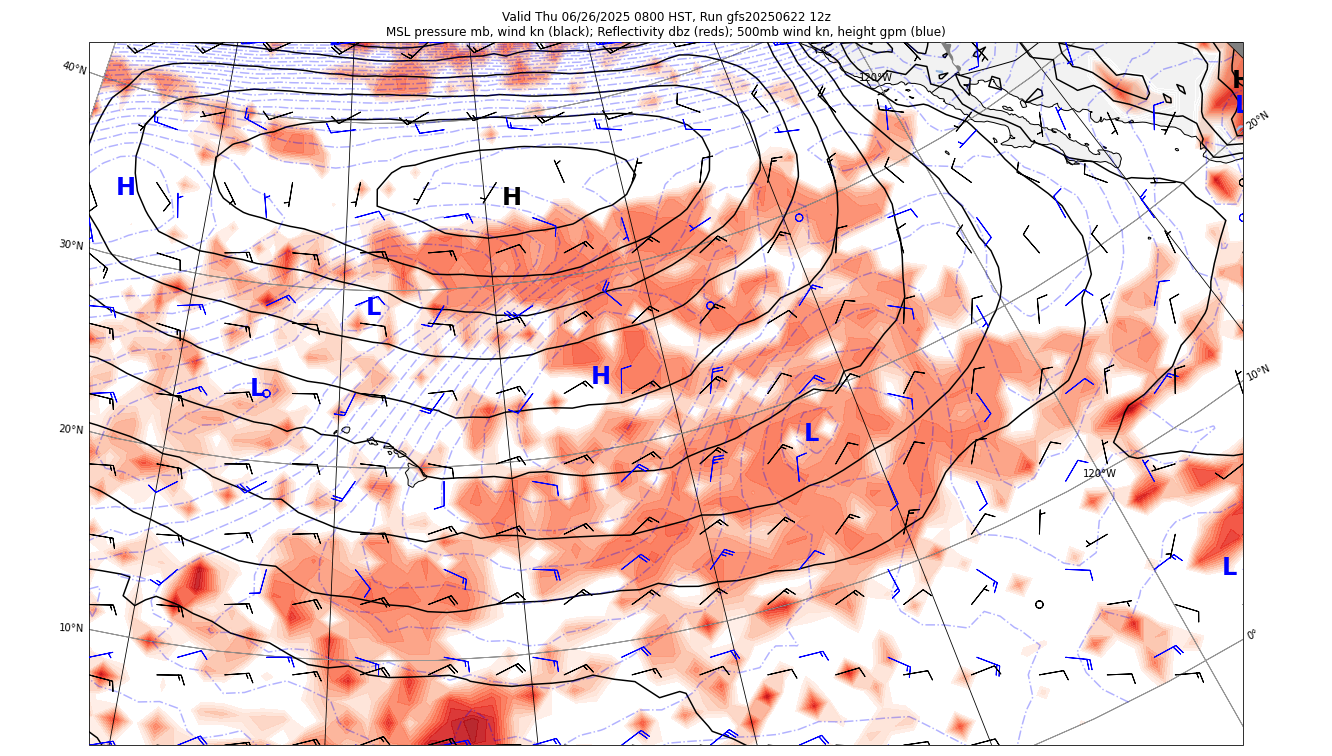 Valid Thu 06/26/2025 0800 HST, Run gfs20250622 12z
MSL pressure mb, wind kn (black); Reflectivity dbz (reds); 500mb wind kn, height gpm (blue)
40°N
120°W
H
20°N
H
H
30°N
L
H
10°N
L
20°N
L
120°W
L
10°N
0°